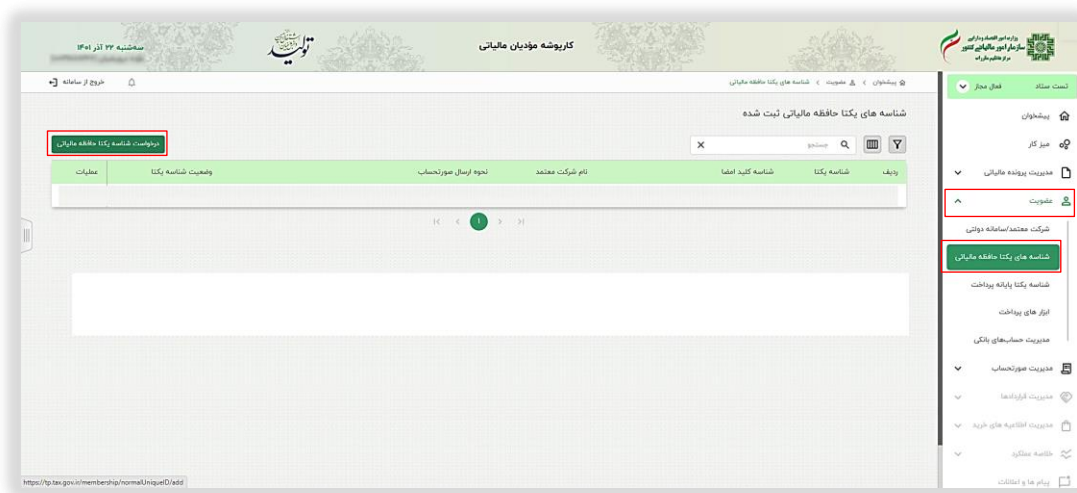 وزارت امور اقتصاد و دارایی
سازمان امور مالیاتی کشور
کارپوشه مؤدیان مالیاتی
تولید
سه‌شنبه ۲۲ آذر ۱۴۰۱
تست ستاد
فعال مجاز
پیشخوان > عضویت > شناسه های یکتا حافظه مالیاتی
خروج از سامانه
پیشخوان
میز کار
مدیریت پرونده مالیاتی
عضویت
شرکت معتمد/سامانه دولتی
شناسه های یکتا حافظه مالیاتی
شناسه یکتا پایانه پرداخت
ابزار های پرداخت
مدیریت حساب‌های بانکی
مدیریت صورتحساب
مدیریت قراردادها
مدیریت اظهارنامه های خرید
خلاصه عملکرد
پیام ها و اعلانات
شناسه های یکتا حافظه مالیاتی ثبت شده
جستجو
درخواست شناسه یکتا حافظه مالیاتی
ردیف شناسه یکتا شناسه کلید امضا نام شرکت معتمد نحوه ارسال صورتحساب وضعیت شناسه یکتا عملیات
۱
https://tp.tax.gov.ir/membership/normalUniqueID/add